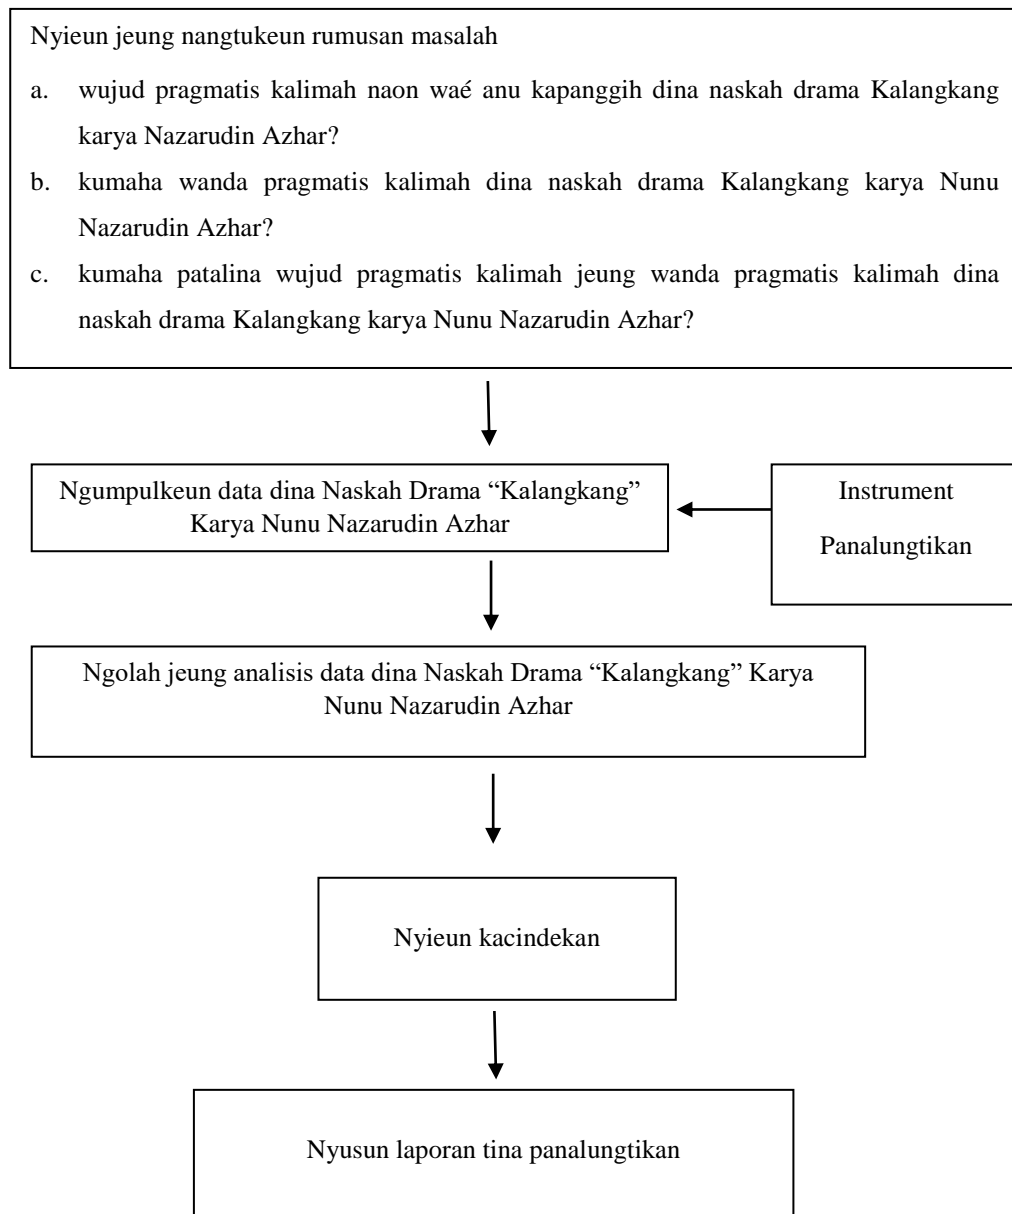 Nyieun jeung nangtukeun rumusan masalah
a. wujud pragmatis kalimah naon waé anu kapanggih dina naskah drama Kalangkang
karya Nazarudin Azhar?
b. kumaha wanda pragmatis kalimah dina naskah drama Kalangkang karya Nunu
Nazarudin Azhar?
c. kumaha patalina wujud pragmatis kalimah jeung wanda pragmatis kalimah dina
naskah drama Kalangkang karya Nunu Nazarudin Azhar?
Ngumpulkeun data dina Naskah Drama “Kalangkang”
Karya Nunu Nazarudin Azhar
Instrument
Panalungtikan
Ngolah jeung analisis data dina Naskah Drama “Kalangkang” Karya
Nunu Nazarudin Azhar
Nyieun kacindekan
Nyusun laporan tina panalungtikan